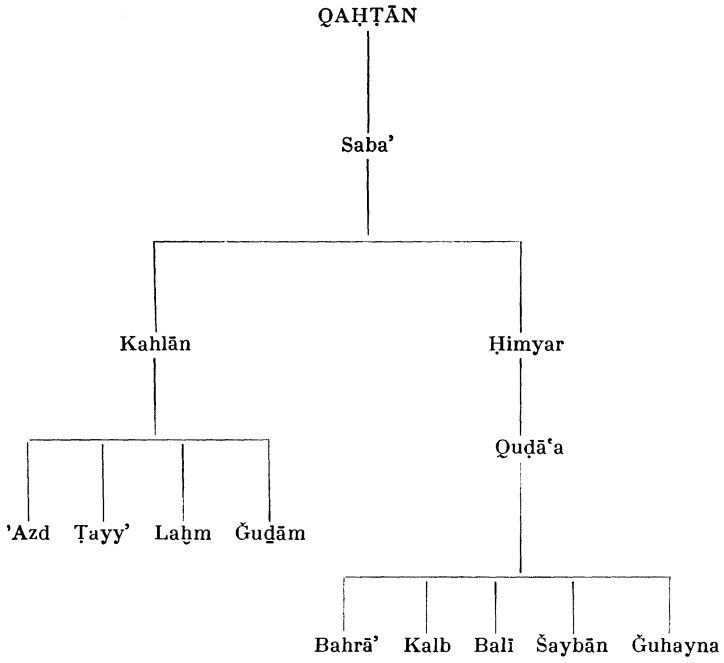 QAḤṬĀN
Saba’
Kahlān Ḥimyar
Quḍā‘a
’Azd Ṭayy’ Laḫm Ğuḏām
Bahrā’ Kalb Balī Šaybān Ğuhayna